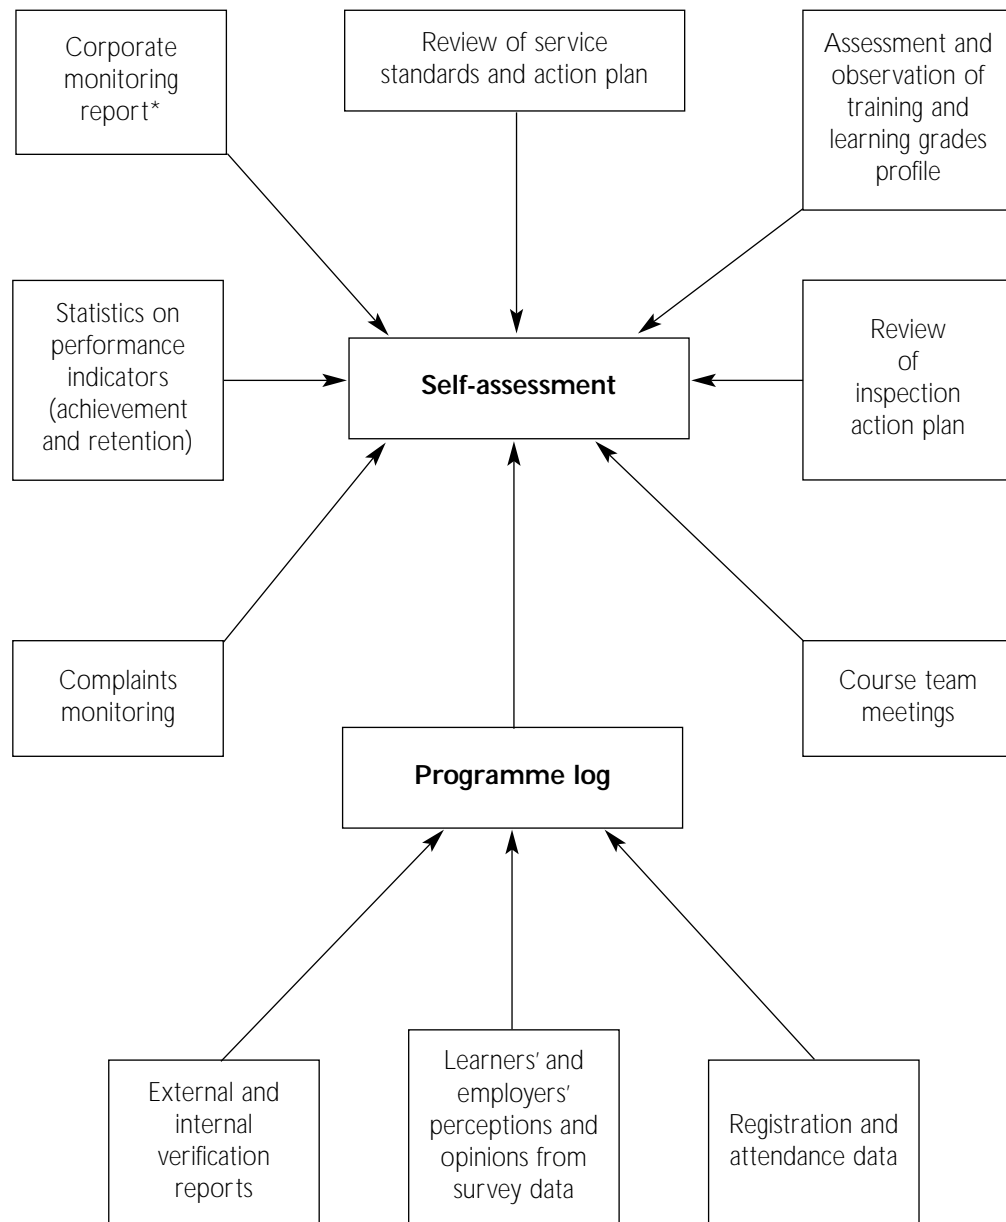 Corporate
monitoring
report*
Review of service
standards and action plan
Assessment and
observation of
training and
learning grades
profile
Statistics on
performance
indicators
(achievement
and retention)
Self-assessment
Review
of
inspection
action plan
Complaints
monitoring
Course team
meetings
Programme log
External and
internal
verification
reports
Learners’ and
employers’
perceptions and
opinions from
survey data
Registration and
attendance data